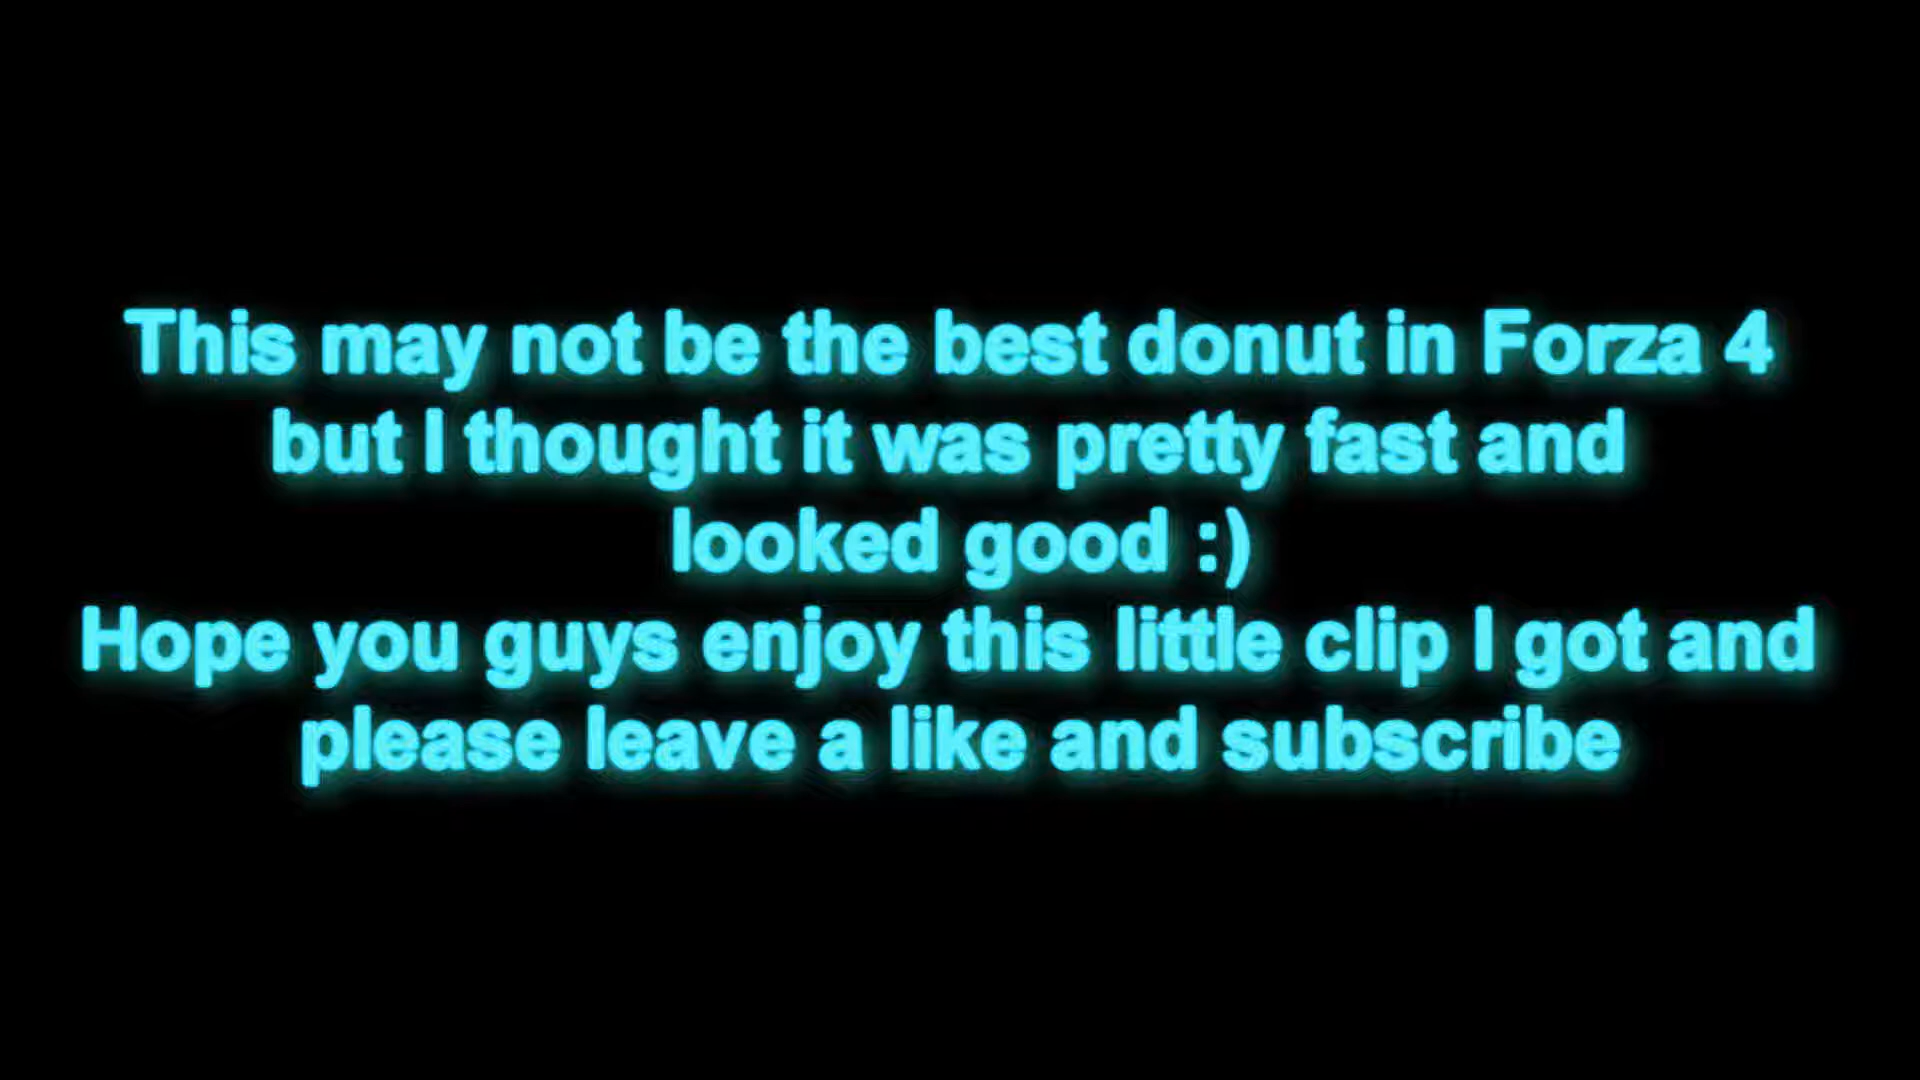 This may not be the best donut in Forza 4
but I thought it was pretty fast and
looked good :)
Hope you guys enjoy this little clip I got and
please leave a like and subscribe